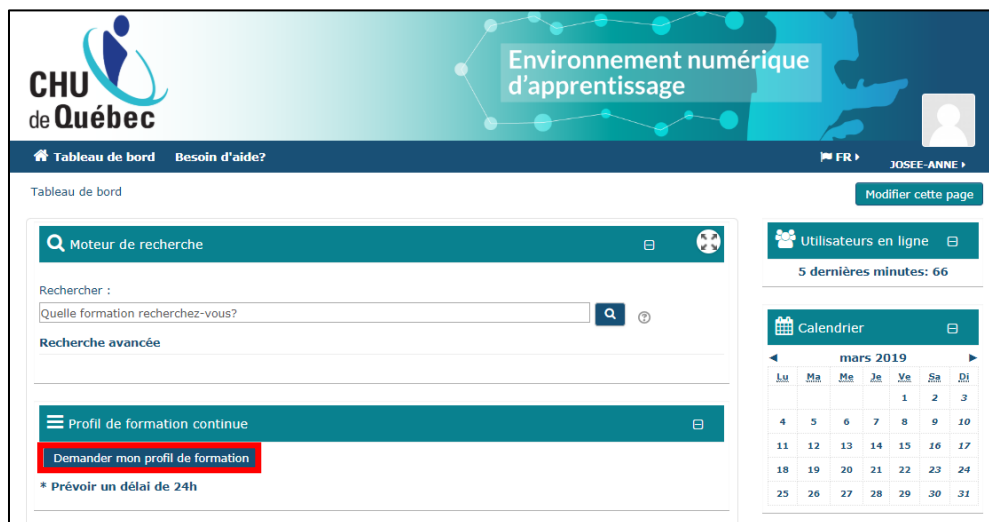 CHU
de Québec
Environnement numérique
d'apprentissage
Tableau de bord Besoin d'aide?
FR
JOSEE-ANNE
Tableau de bord
Modifier cette page
Moteur de recherche
Rechercher :
Quelle formation recherchez-vous?
Recherche avancée
Profil de formation continue
Demander mon profil de formation
* Prévoir un délai de 24h
Utilisateurs en ligne
5 dernières minutes: 66
Calendrier
◄ mars 2019 ►
Lu Ma Me Je Ve Sa Di
1 2 3
4 5 6 7 8 9 10
11 12 13 14 15 16 17
18 19 20 21 22 23 24
25 26 27 28 29 30 31